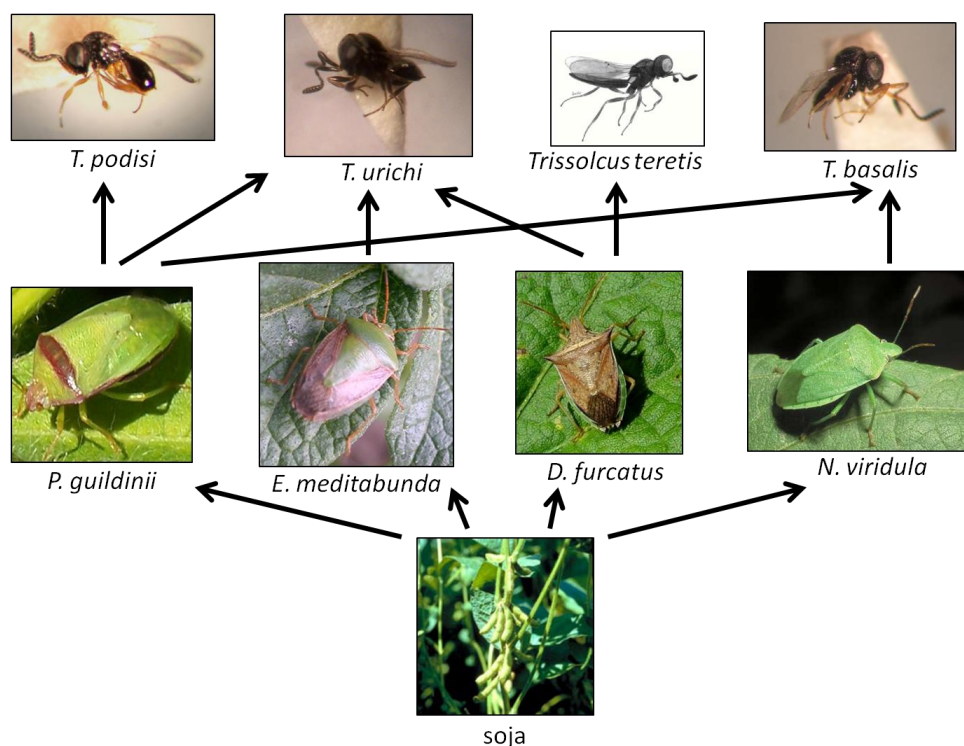 T. podisi
T. urichi
Trissolcus teretis
T. basalis
P. guildinii
E. meditabunda
D. furcatus
N. viridula
soja